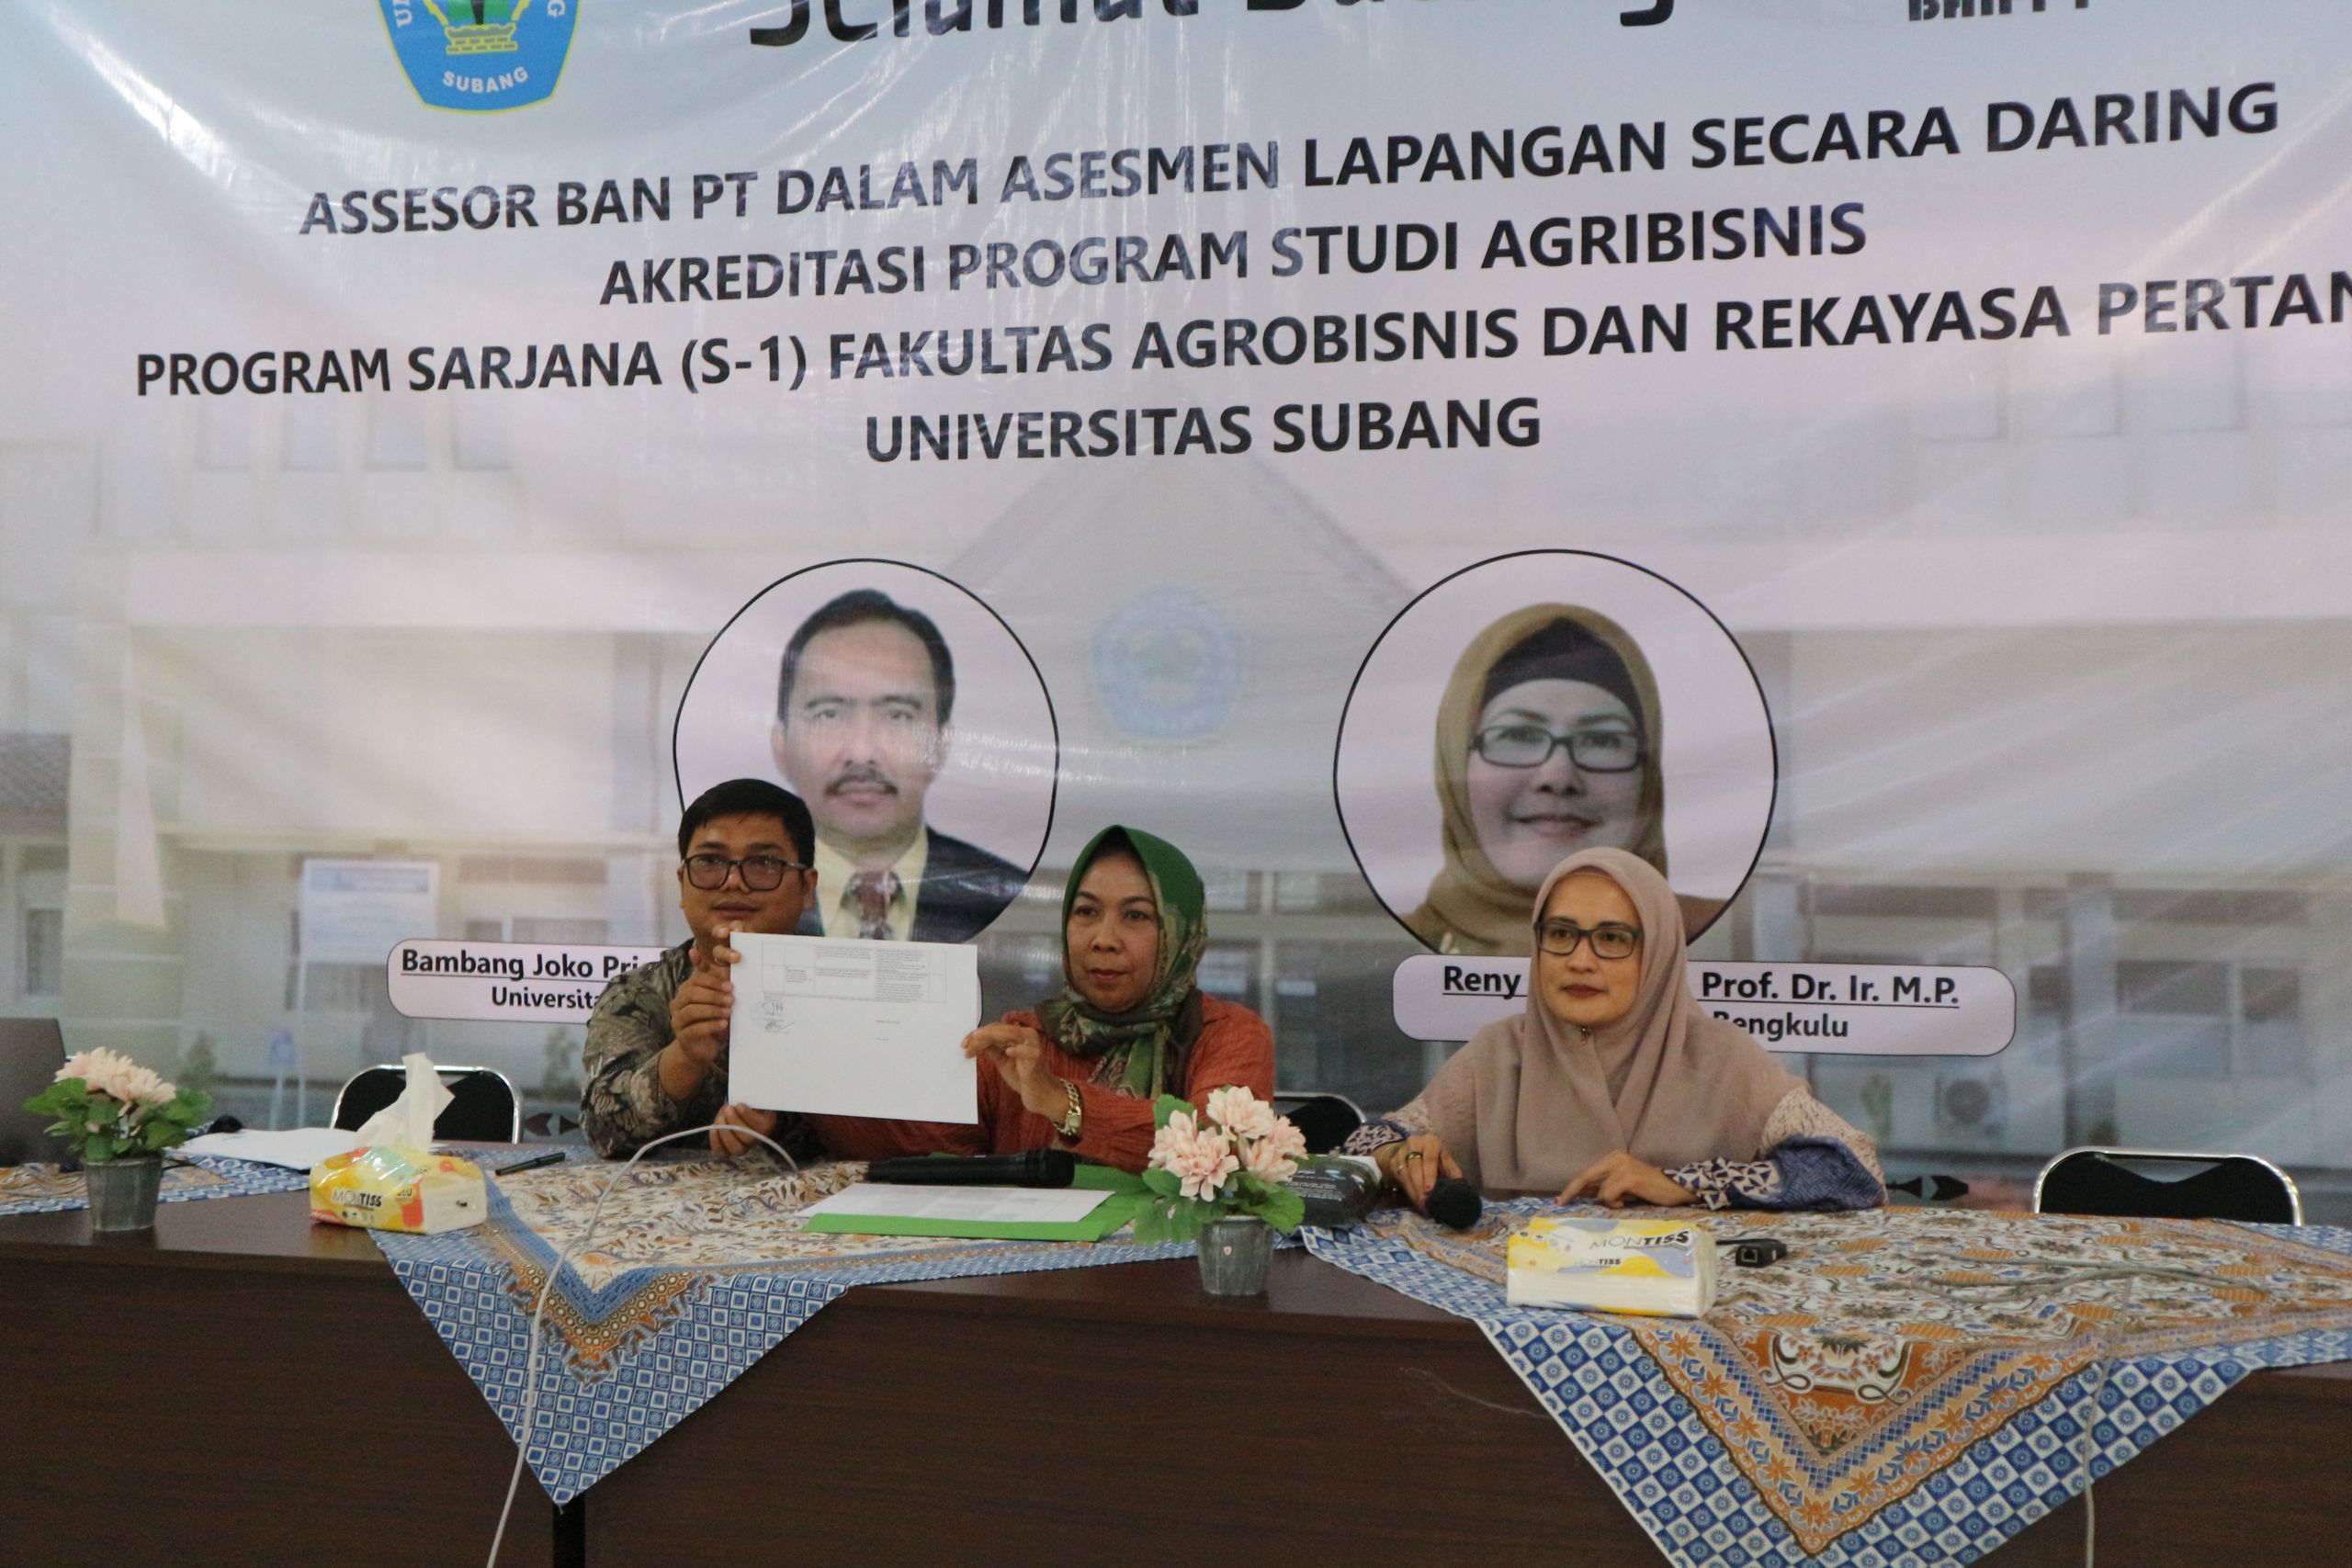 SUBANG
ASSESOR BAN PT DALAM ASESMEN LAPANGAN SECARA DARING
AKREDITASI PROGRAM STUDI AGRIBISNIS
PROGRAM SARJANA (S-1) FAKULTAS AGROBISNIS DAN REKAYASA PERTAN
UNIVERSITAS SUBANG
Bambang Joko Pri
Universita
Reny Prof. Dr. Ir. M.P.
Bengkulu
MONTISS
MONTISS
MONTISS